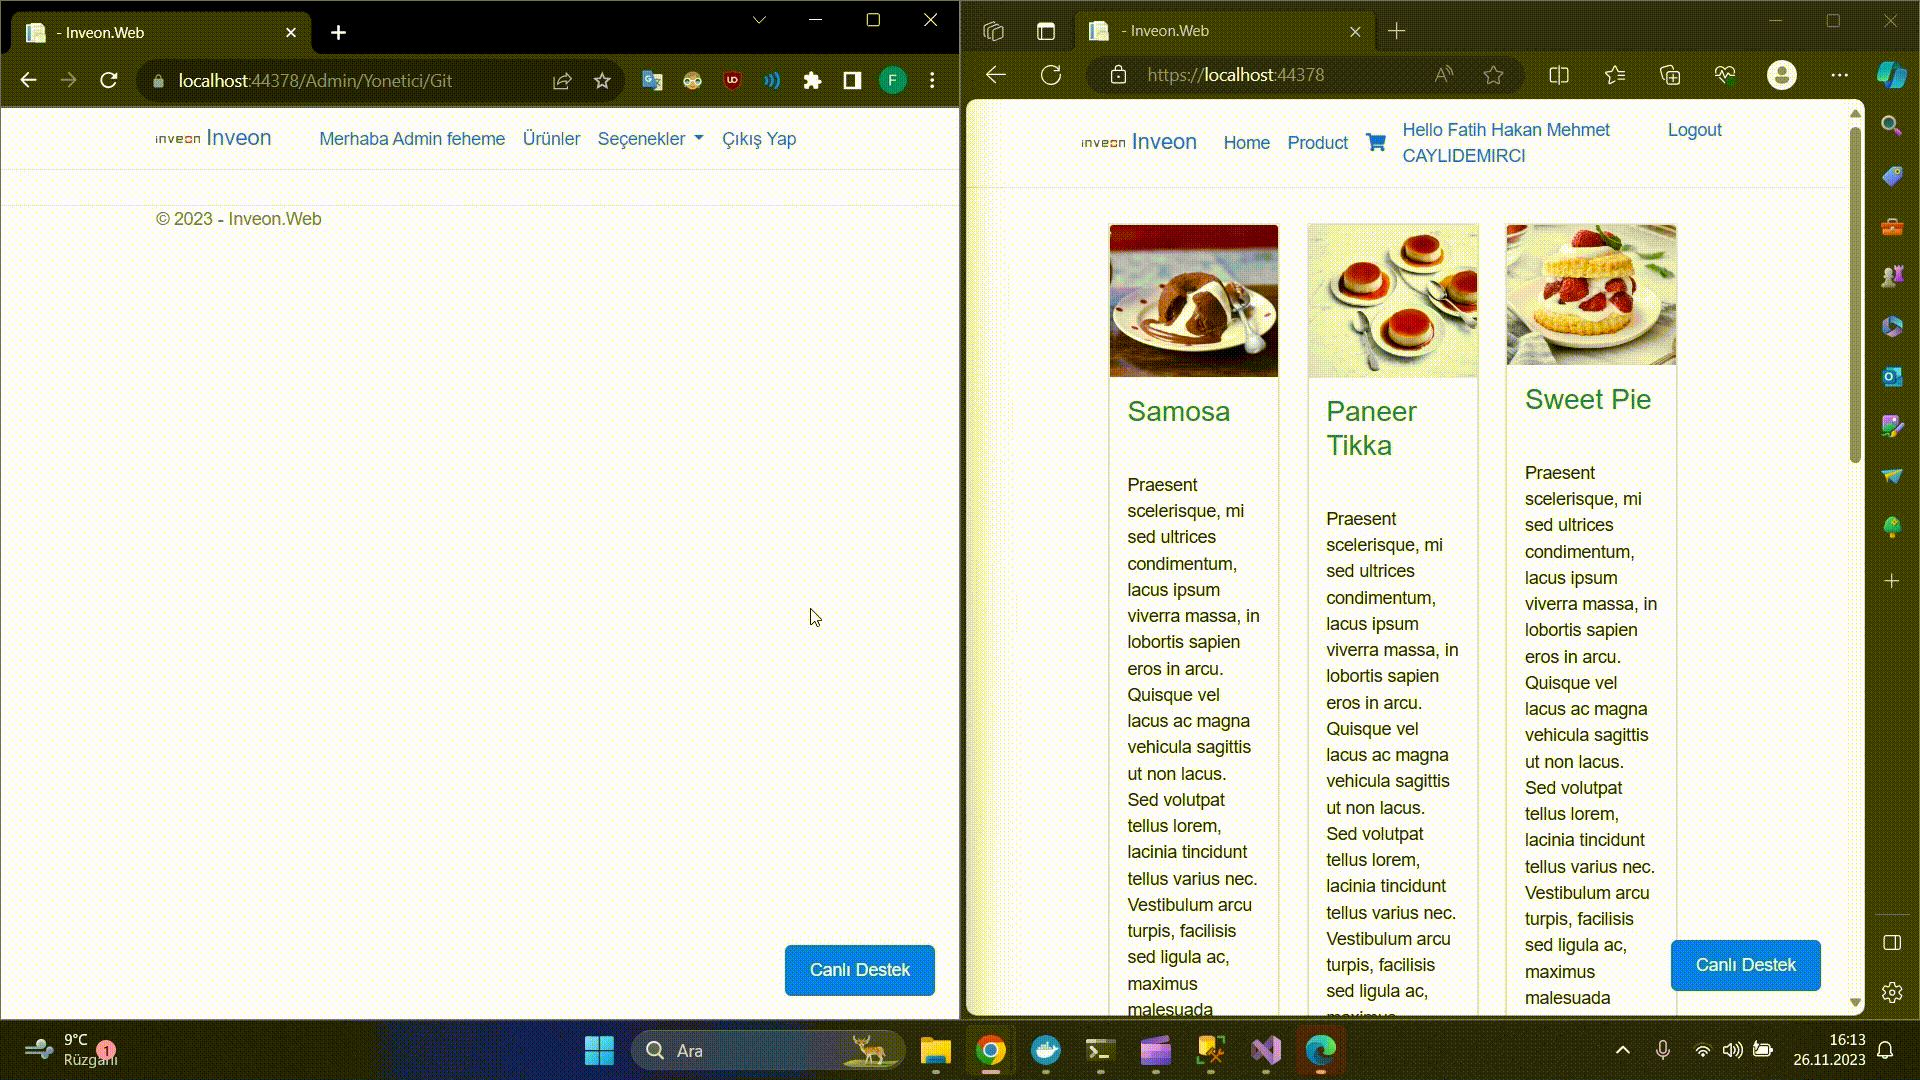 - Inveon.Web
localhost:44378/Admin/Yonetici/Git
F
inveon Inveon
Merhaba Admin feheme
Ürünler
Seçenekler
Çıkış Yap
© 2023 - Inveon.Web
Canlı Destek
- Inveon.Web
https://localhost:44378
inveon Inveon
Home
Product
Hello Fatih Hakan Mehmet
CAYLIDEMIRCI
Logout
Samosa
Praesent
scelerisque, mi
sed ultrices
condimentum,
lacus ipsum
viverra massa, in
lobortis sapien
eros in arcu.
Quisque vel
lacus ac magna
vehicula sagittis
ut non lacus.
Sed volutpat
tellus lorem,
lacinia tincidunt
tellus varius nec.
Vestibulum arcu
turpis, facilisis
sed ligula ac,
maximus
malesuada
Paneer
Tikka
Praesent
scelerisque, mi
sed ultrices
condimentum,
lacus ipsum
viverra massa, in
lobortis sapien
eros in arcu.
Quisque vel
lacus ac magna
vehicula sagittis
ut non lacus.
Sed volutpat
tellus lorem,
lacinia tincidunt
tellus varius nec.
Vestibulum arcu
turpis, facilisis
sed ligula ac,
maximus
Sweet Pie
Praesent
scelerisque, mi
sed ultrices
condimentum,
lacus ipsum
viverra massa, in
lobortis sapien
eros in arcu.
Quisque vel
lacus ac magna
vehicula sagittis
ut non lacus.
Sed volutpat
tellus lorem,
lacinia tincidunt
tellus varius nec.
Vestibulum arcu
turpis, facilisis
sed ligula ac,
maximus
malesuada
Canlı Destek
9°C
Rüzgarlı
1
Ara
16:13
26.11.2023